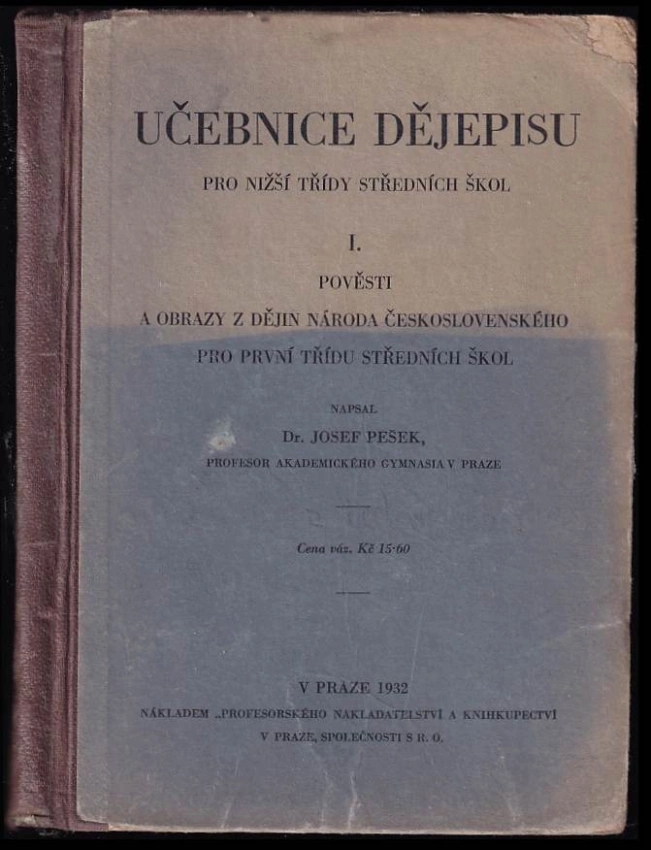 UČEBNICE DĚJEPISU
PRO NIŽŠÍ TŘÍDY STŘEDNÍCH ŠKOL
I.
POVĚSTI
A OBRAZY Z DĚJIN NÁRODA ČESKOSLOVENSKÉHO
PRO PRVNÍ TŘÍDU STŘEDNÍCH ŠKOL
NAPSAL
Dr. JOSEF PEŠEK,
PROFESOR AKADEMICKÉHO GYMNASIA V PRAZE
Cena váz. Kč 15·60
V PRAZE 1932
NÁKLADEM „PROFESORSKÉHO NAKLADATELSTVÍ A KNIHKUPECTVÍ
V PRAZE, SPOLEČNOSTI S R. O.